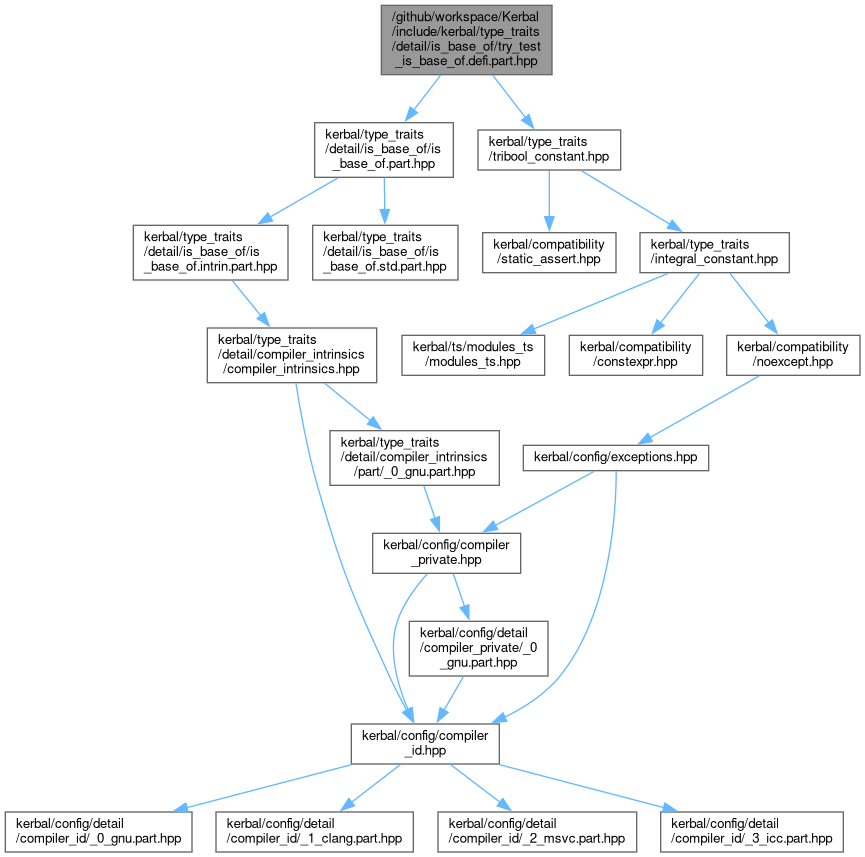 /github/workspace/Kerbal
/include/kerbal/type_traits
/detail/is_base_of/try_test
_is_base_of.defi.part.hpp
kerbal/type_traits
/detail/is_base_of/is
_base_of.part.hpp
kerbal/type_traits
/tribool_constant.hpp
kerbal/type_traits
/detail/is_base_of/is
_base_of.intrin.part.hpp
kerbal/type_traits
/detail/is_base_of/is
_base_of.std.part.hpp
kerbal/compatibility
/static_assert.hpp
kerbal/type_traits
/integral_constant.hpp
kerbal/type_traits
/detail/compiler_intrinsics
/compiler_intrinsics.hpp
kerbal/ts/modules_ts
/modules_ts.hpp
kerbal/compatibility
/constexpr.hpp
kerbal/compatibility
/noexcept.hpp
kerbal/type_traits
/detail/compiler_intrinsics
/part/_0_gnu.part.hpp
kerbal/config/exceptions.hpp
kerbal/config/compiler
_private.hpp
kerbal/config/detail
/compiler_private/_0
_gnu.part.hpp
kerbal/config/compiler
_id.hpp
kerbal/config/detail
/compiler_id/_0_gnu.part.hpp
kerbal/config/detail
/compiler_id/_1_clang.part.hpp
kerbal/config/detail
/compiler_id/_2_msvc.part.hpp
kerbal/config/detail
/compiler_id/_3_icc.part.hpp